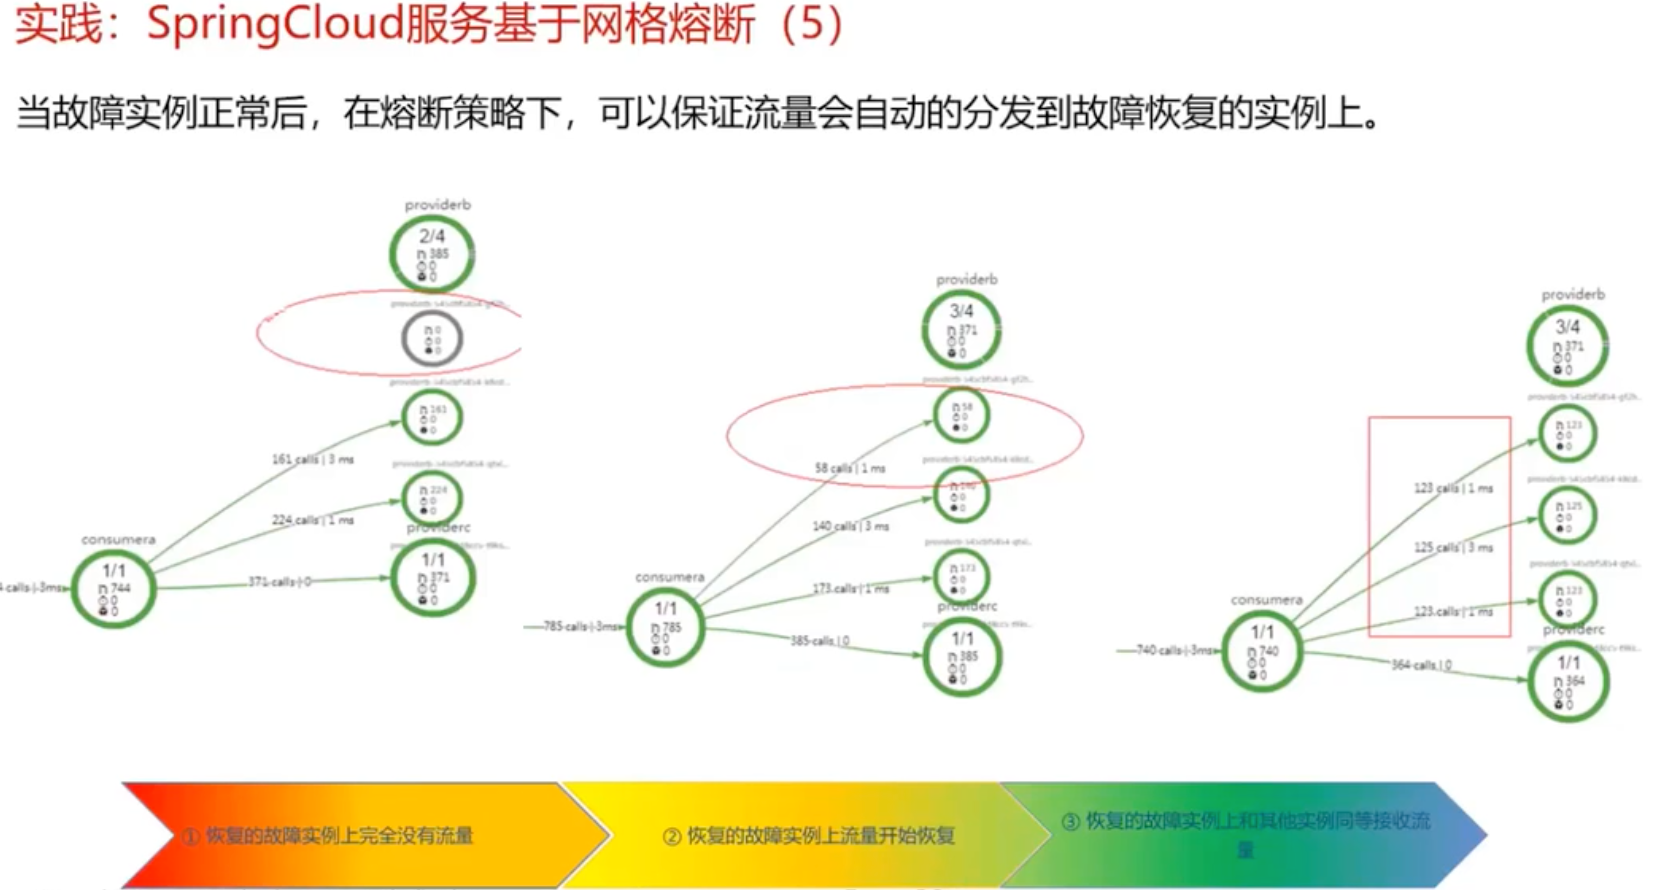 实践：SpringCloud服务基于网格熔断（5）
当故障实例正常后，在熔断策略下，可以保证流量会自动的分发到故障恢复的实例上。
providerb
2/4
385
0
0
0
0
0
161
0
0
161 calls | 3 ms
224
0
0
224 calls | 1 ms
providerc
consumera
1/1
744
0
0
calls | 3ms
371 calls | 0
1/1
371
0
0
providerb
3/4
371
0
0
58
0
0
58 calls | 1 ms
0
0
140 calls | 3 ms
173
0
0
173 calls | 1 ms
providerc
consumera
1/1
785
0
0
785 calls | 3ms
385 calls | 0
1/1
385
0
0
providerb
3/4
371
0
0
123
0
0
123 calls | 1 ms
125
0
0
125 calls | 3 ms
123
0
0
123 calls | 1 ms
providerc
consumera
1/1
740
0
0
740 calls | 3ms
364 calls | 0
1/1
364
0
0
① 恢复的故障实例上完全没有流量
② 恢复的故障实例上流量开始恢复
③ 恢复的故障实例上和其他实例同等接收流
量